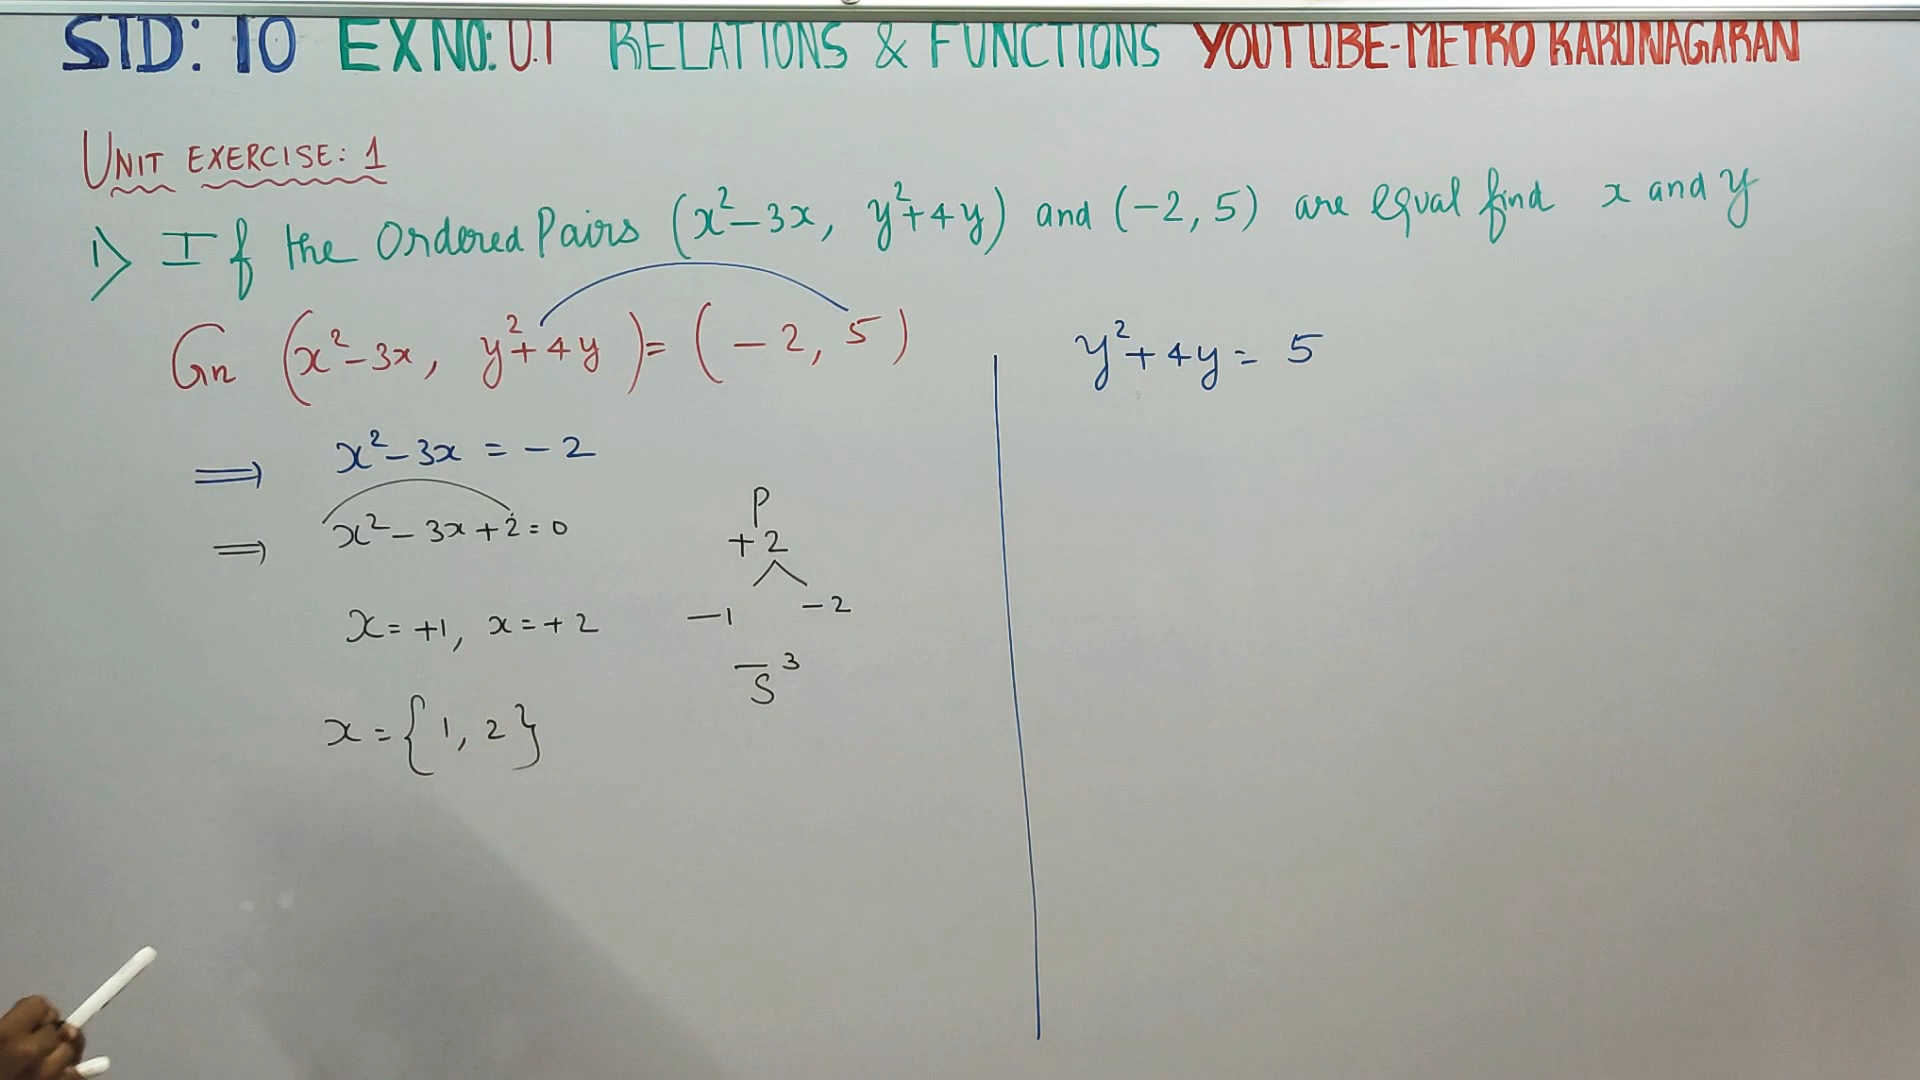 STD: 10 EX NO: U.1 RELATIONS & FUNCTIONS YOUTUBE-METRO KARUNAGARAN
UNIT EXERCISE: 1
1) If the Ordered Pairs (x²-3x, y²+4y) and (-2, 5) are equal find x and y
Gn (x²-3x, y²+4y) = (-2, 5)
⇒ x²-3x = -2
⇒ x²-3x+2=0
x=+1, x=+2
x={1, 2}
P
+2
-1 -2
-3
S
y²+4y = 5